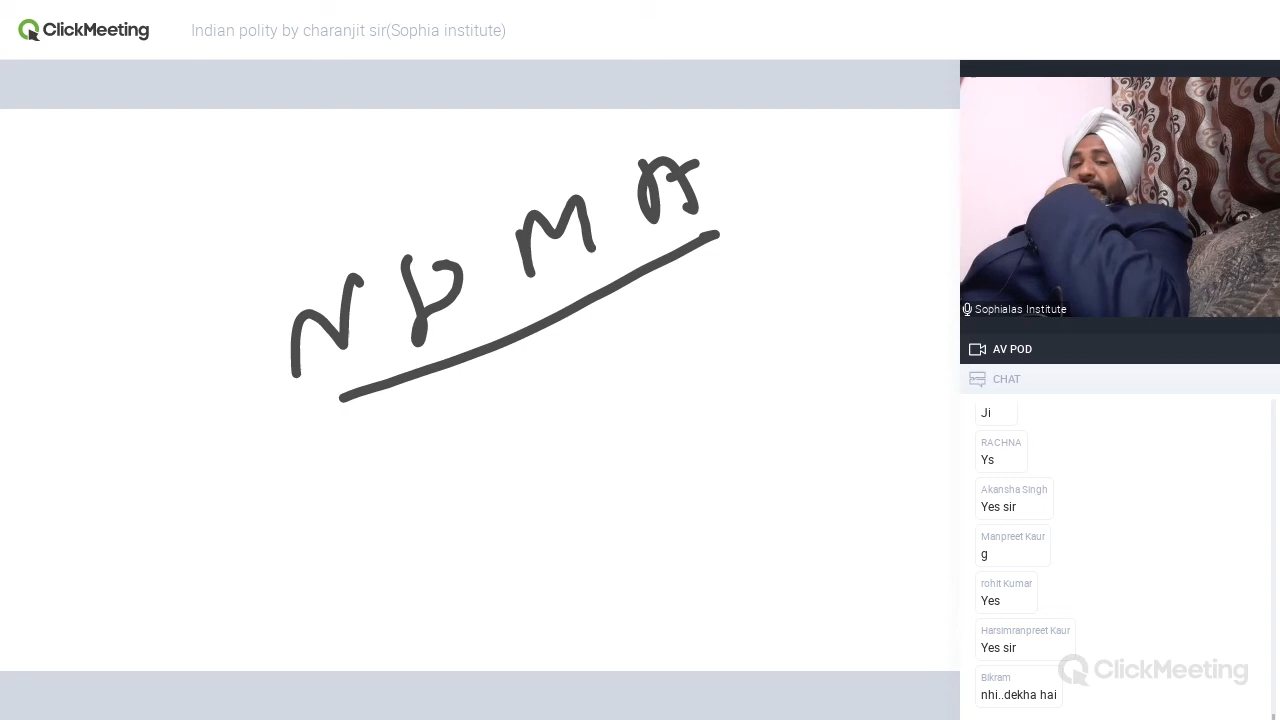 ClickMeeting
Indian polity by charanjit sir(Sophia institute)
N D M A
Sophialas Institute
AV POD
CHAT
Ji
RACHNA
Ys
Akansha Singh
Yes sir
Manpreet Kaur
g
rohit Kumar
Yes
Harsimranpreet Kaur
Yes sir
Bikram
nhi..dekha hai
ClickMeeting